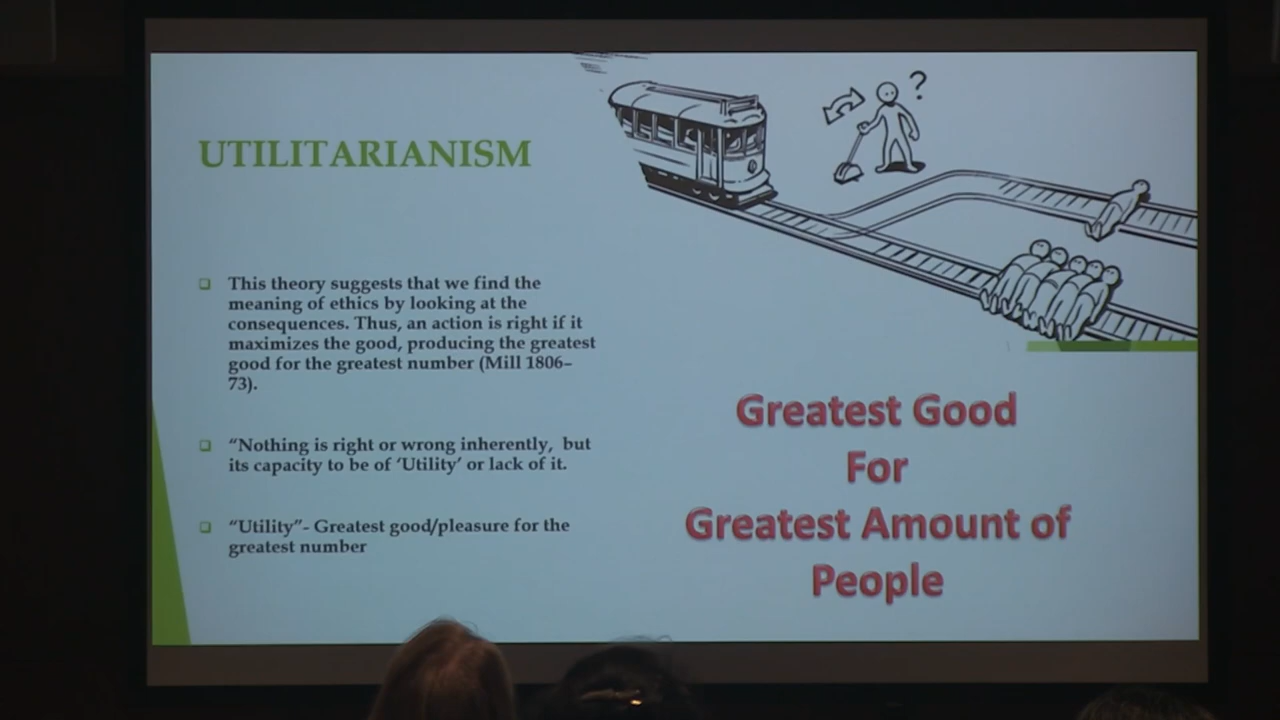 UTILITARIANISM
?
This theory suggests that we find the
meaning of ethics by looking at the
consequences. Thus, an action is right if it
maximizes the good, producing the greatest
good for the greatest number (Mill 1806–
73).
“Nothing is right or wrong inherently, but
its capacity to be of ‘Utility’ or lack of it.
“Utility”- Greatest good/pleasure for the
greatest number
Greatest Good
For
Greatest Amount of
People